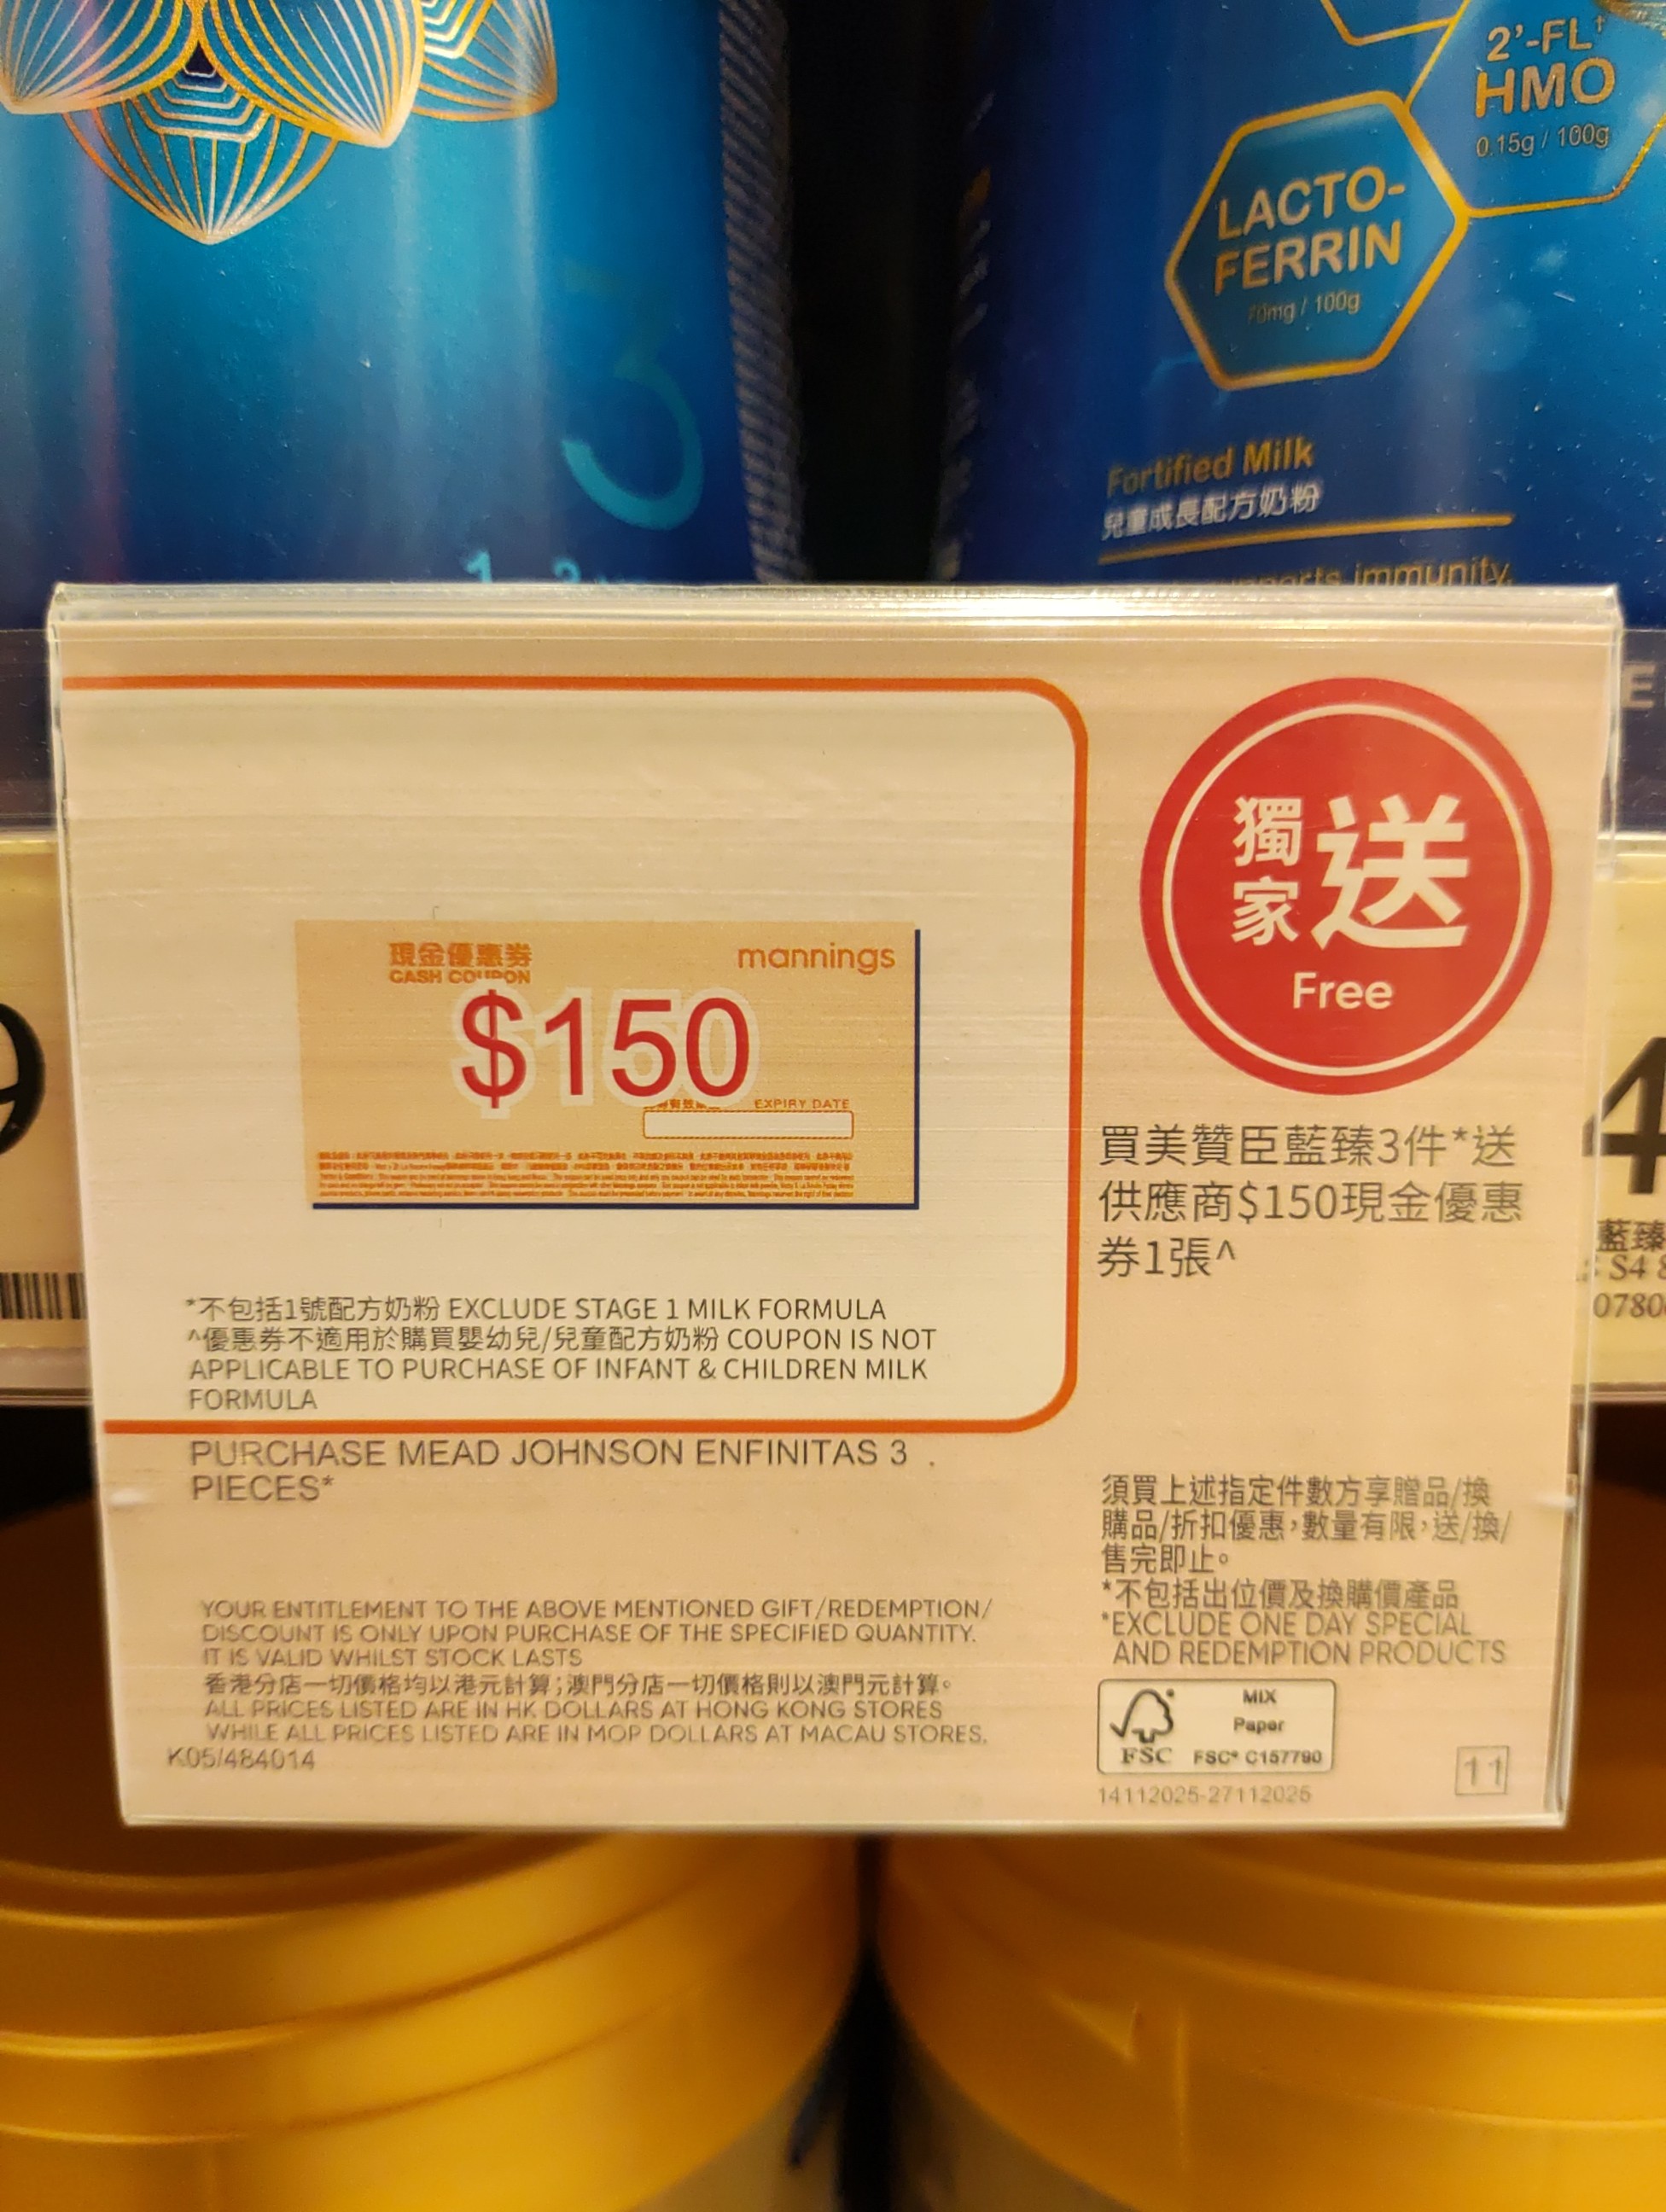 2'-FL†
HMO
0.15g / 100g
LACTO-
FERRIN
70mg / 100g
3
Fortified Milk
兒童成長配方奶粉
supports immunity.
獨家送
Free
現金優惠券
CASH COUPON
mannings
$150
EXPIRY DATE
買美贊臣藍臻3件*送
供應商$150現金優惠
券1張^
*不包括1號配方奶粉 EXCLUDE STAGE 1 MILK FORMULA
^優惠券不適用於購買嬰幼兒/兒童配方奶粉 COUPON IS NOT
APPLICABLE TO PURCHASE OF INFANT & CHILDREN MILK
FORMULA
PURCHASE MEAD JOHNSON ENFINITAS 3 .
PIECES*
YOUR ENTITLEMENT TO THE ABOVE MENTIONED GIFT/REDEMPTION/
DISCOUNT IS ONLY UPON PURCHASE OF THE SPECIFIED QUANTITY.
IT IS VALID WHILST STOCK LASTS
香港分店一切價格均以港元計算;澳門分店一切價格則以澳門元計算。
ALL PRICES LISTED ARE IN HK DOLLARS AT HONG KONG STORES
WHILE ALL PRICES LISTED ARE IN MOP DOLLARS AT MACAU STORES.
K05/484014
須買上述指定件數方享贈品/換
購品/折扣優惠,數量有限,送/換/
售完即止。
*不包括出位價及換購價產品
*EXCLUDE ONE DAY SPECIAL
AND REDEMPTION PRODUCTS
FSC
MIX
Paper
FSC® C157790
14112025-27112025
11
9
4
藍臻
S4
0780